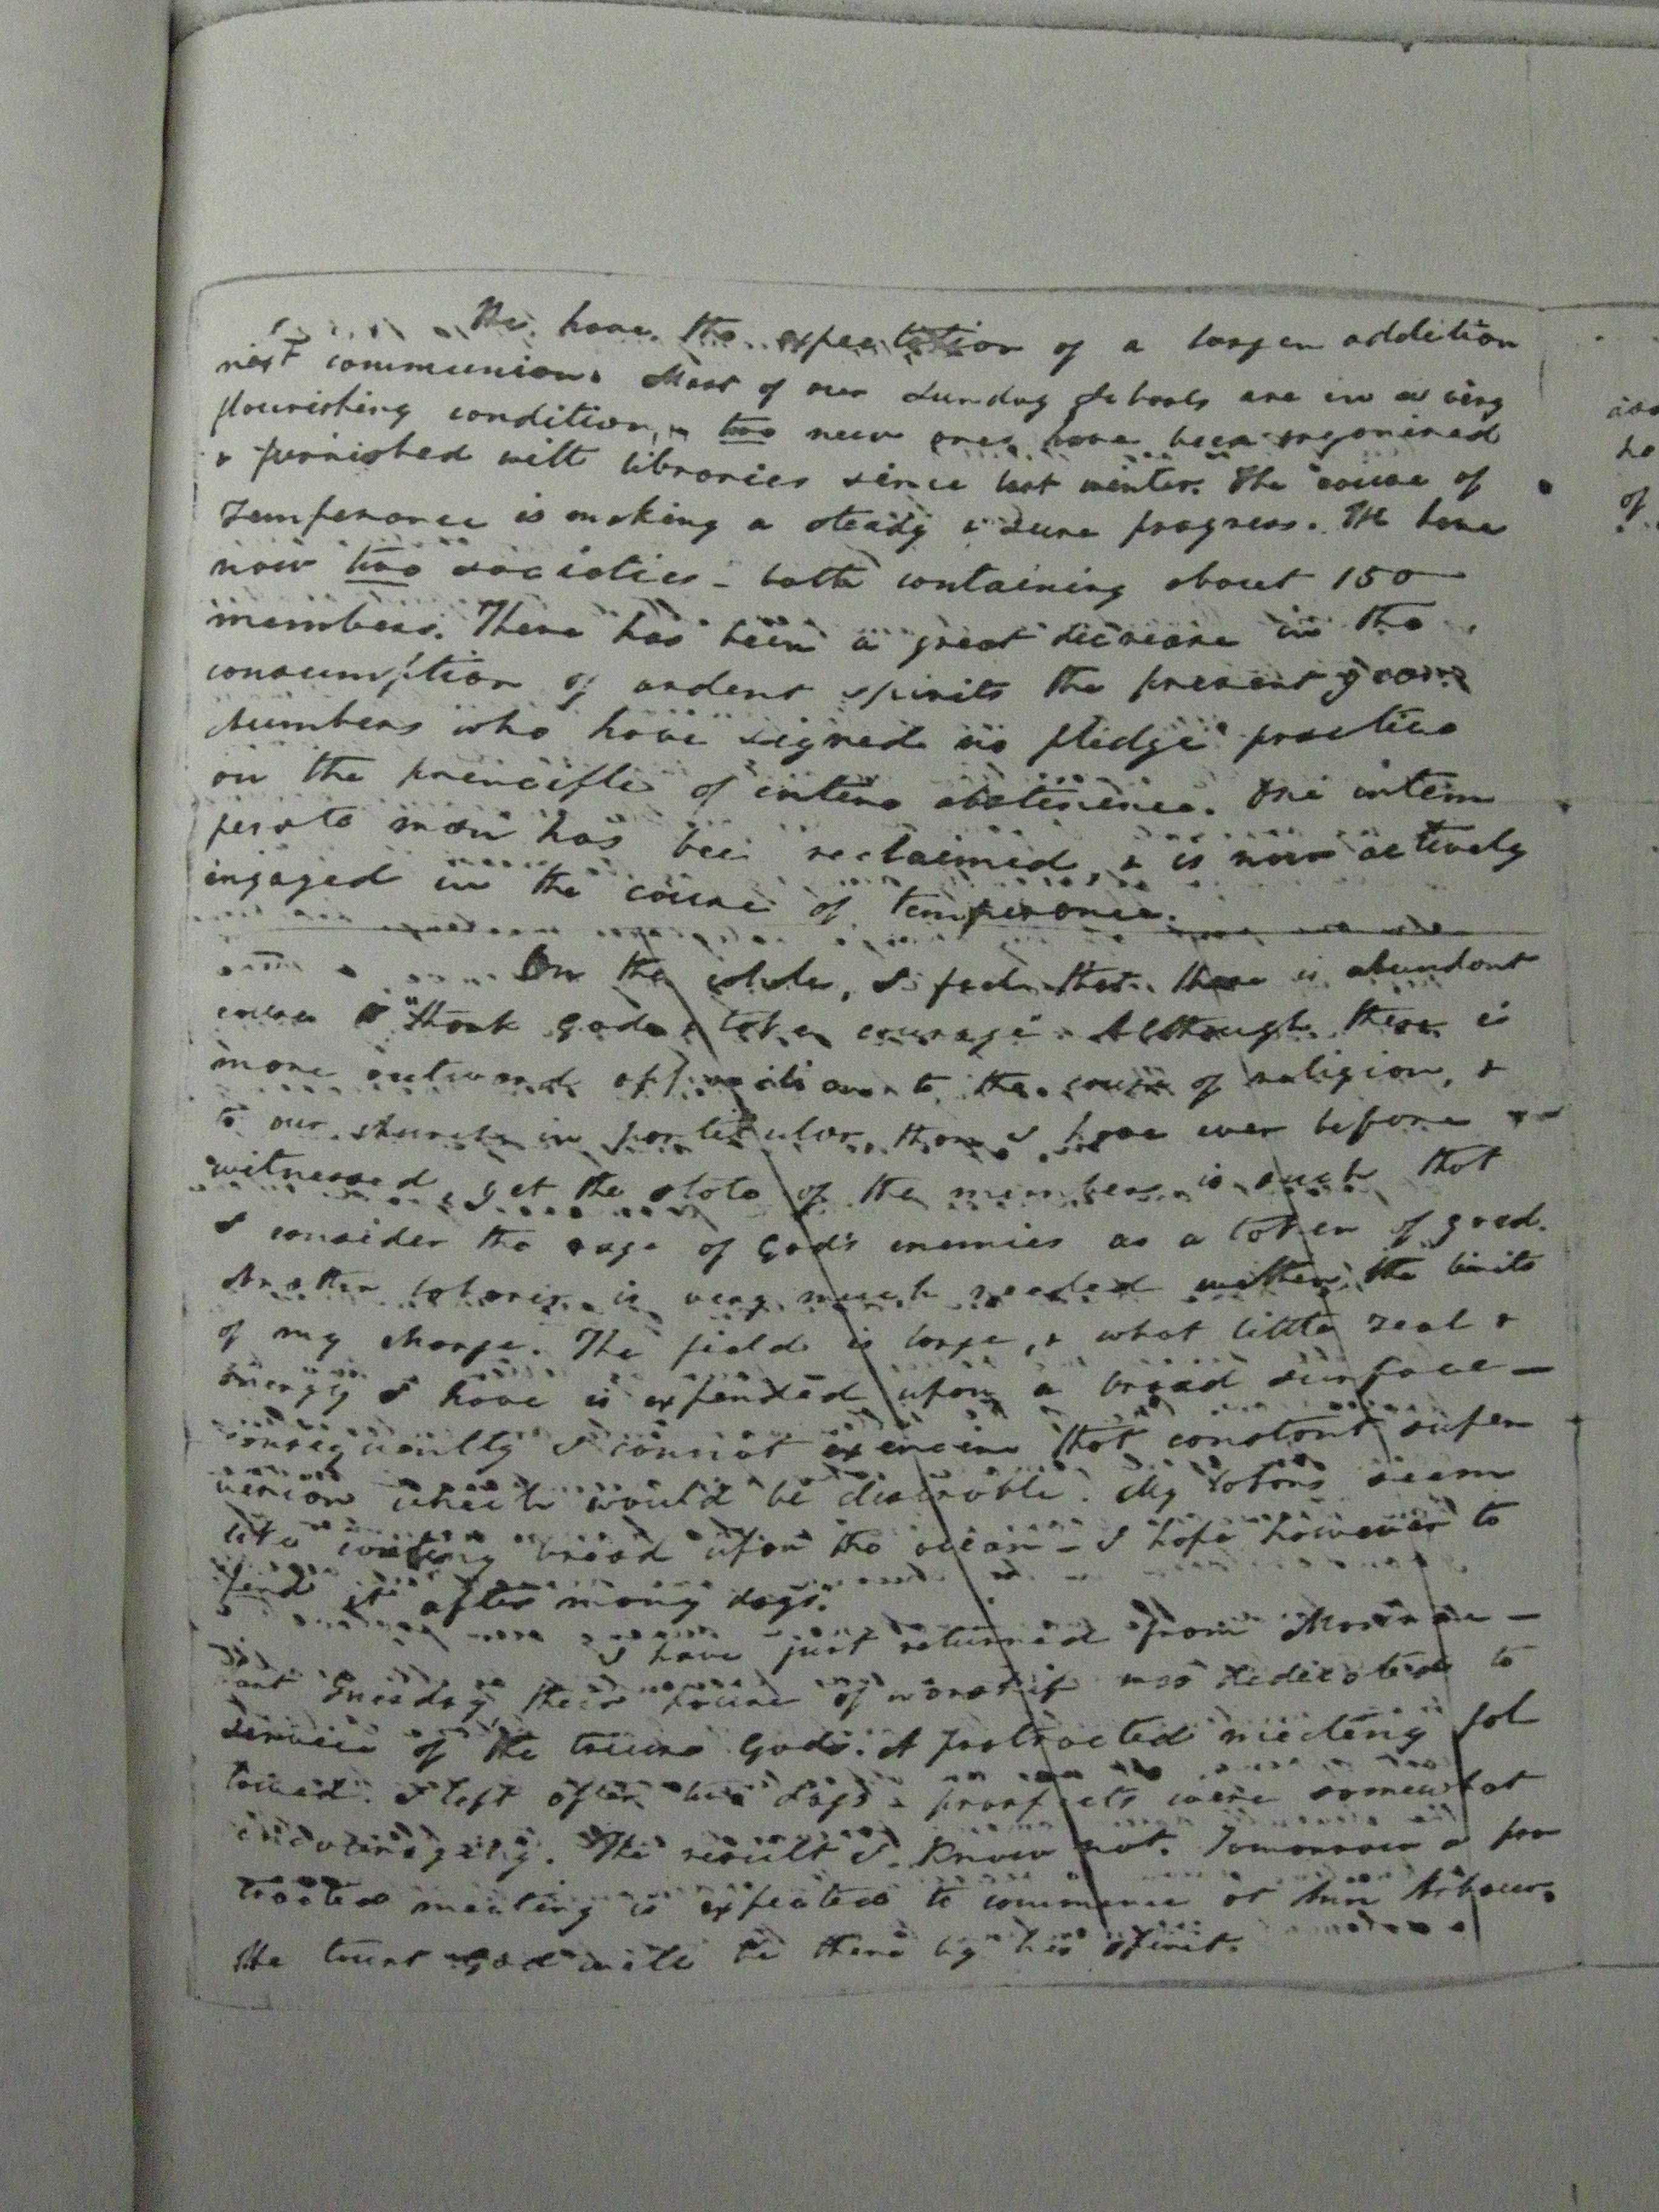 We have the expectation of a larger addition
next communion. Most of our Sunday Schools are in a very
flourishing condition, & two new ones have been organized
& furnished with libraries since last winter. The cause of
Temperance is making a steady & sure progress. We have
now two societies - both containing about 150
members. There has been a great decrease in the
consumption of ardent spirits the present year.
Numbers who have signed no pledge practice
on the principle of entire abstinence. One intem
perate man has been reclaimed, & is now actively
engaged in the cause of temperance.
On the whole, I feel that there is abundant
cause to "thank God & take courage". Although there is
more outward opposition to the cause of religion, &
to our church in particular, than I have ever before
witnessed, yet the state of the members is such that
I consider the rage of God's enemies as a token of good.
Another laborer is very much needed within the limits
of my charge. The field is large, & what little zeal &
energy I have is expended upon a broad surface -
consequently I cannot exercise that constant super
vision which would be desirable. My labors seem
like casting bread upon the ocean - I hope however to
find it "after many days."
I have just returned from Monroe -
last Tuesday their house of worship was dedicated to
service of the triune God. A protracted meeting fol
lowed. I left after two days - prospects were somewhat
encouraging. The result I know not. Tomorrow a pro
tracted meeting is expected to commence at Ann Arbour.
We trust God will be there by his spirit.
ho
of